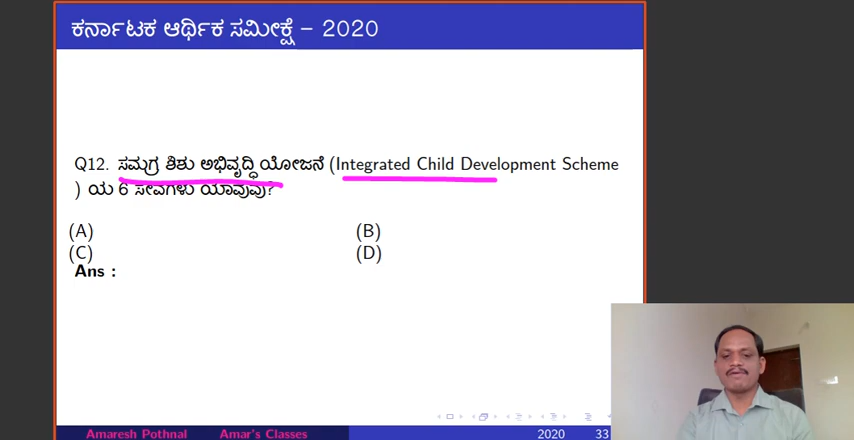 ಕರ್ನಾಟಕ ಆರ್ಥಿಕ ಸಮೀಕ್ಷೆ – 2020
Q12. ಸಮಗ್ರ ಶಿಶು ಅಭಿವೃದ್ಧಿ ಯೋಜನೆ (Integrated Child Development Scheme
) ಯ 6 ಸೇವೆಗಳು ಯಾವುವು?
(A) (B)
(C) (D)
Ans :
Amaresh Pothnal Amar's Classes 2020 33